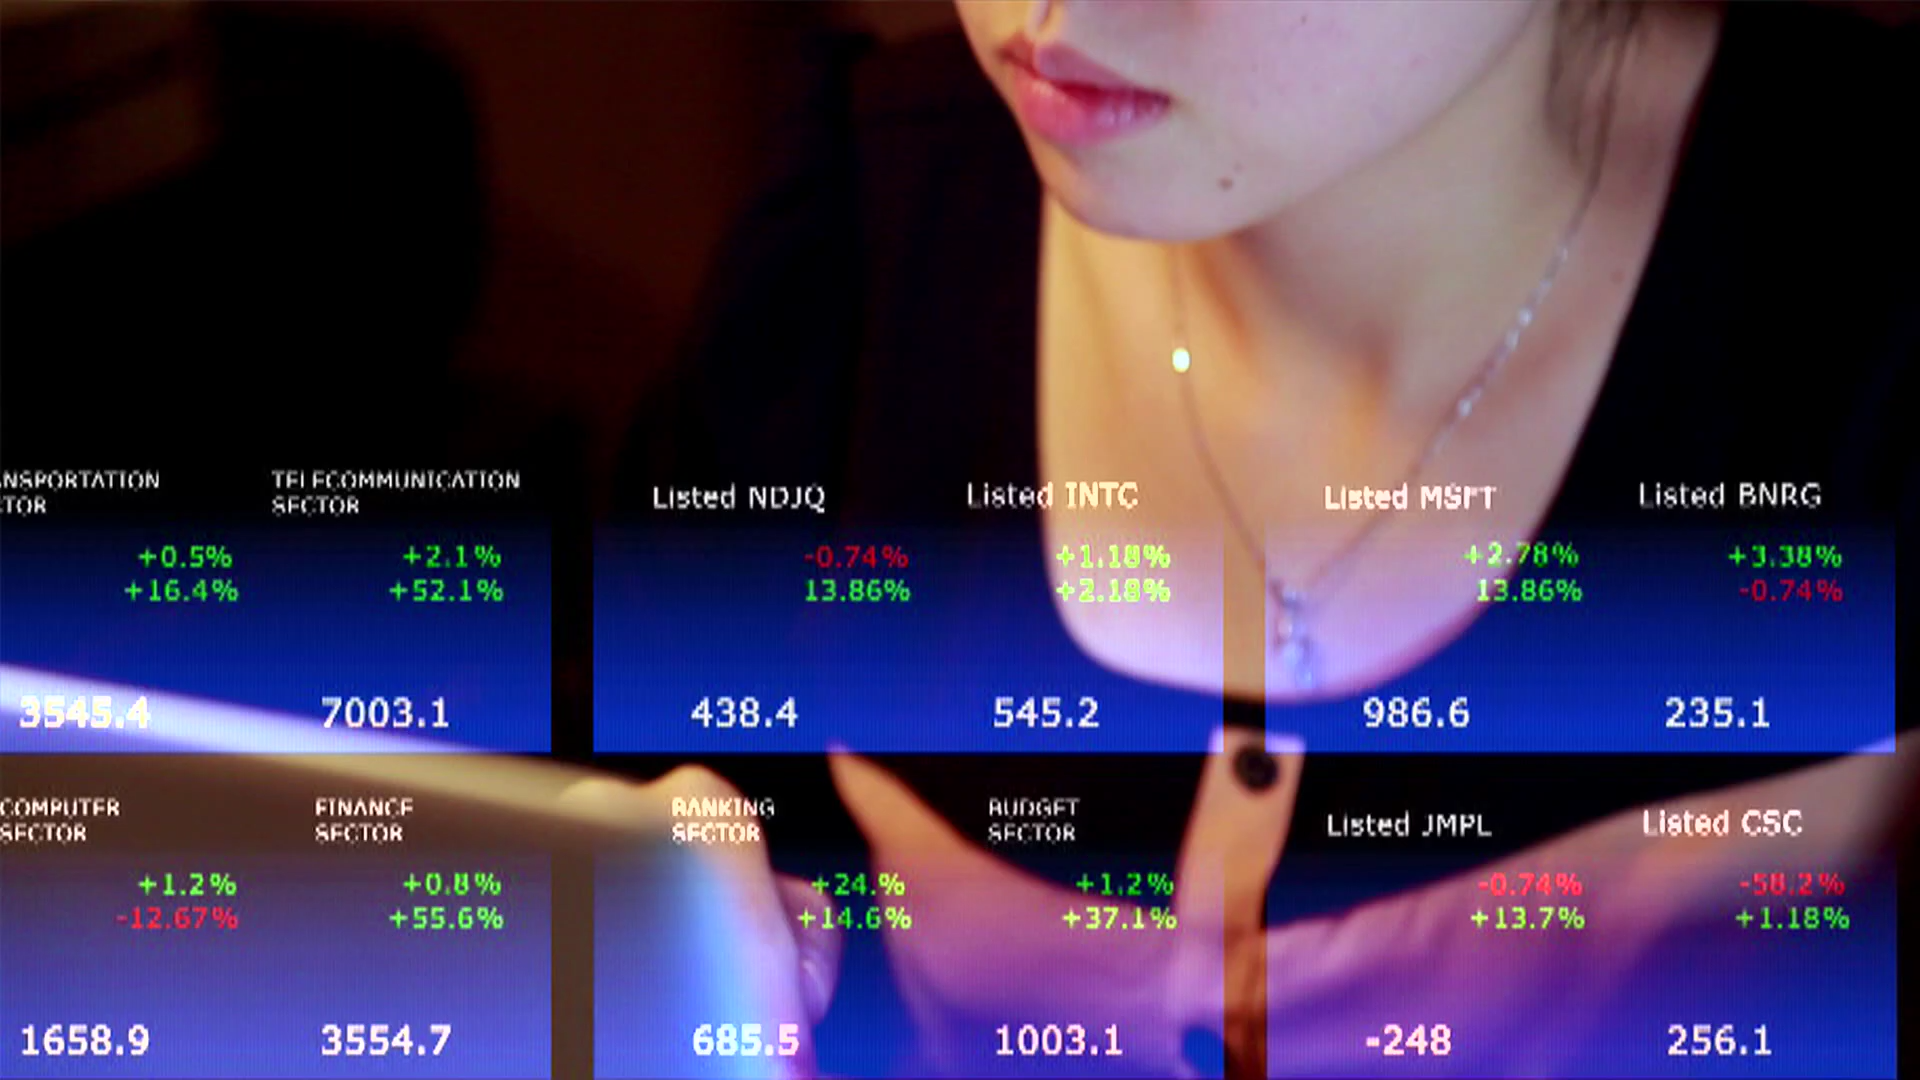 ANSPORTATION
TOR
TELECOMMUNICATION
SECTOR
Listed NDJQ
Listed INTC
Listed MSFT
Listed BNRG
+0.5%
+2.1%
-0.74%
+1.18%
+2.78%
+3.38%
+16.4%
+52.1%
13.86%
+2.18%
13.86%
-0.74%
3545.4
7003.1
438.4
545.2
986.6
235.1
COMPUTER
SECTOR
FINANCE
SECTOR
BANKING
SECTOR
BUDGET
SECTOR
Listed JMPL
Listed CSC
+1.2%
+0.8%
+24.%
+1.2%
-0.74%
-58.2%
-12.67%
+55.6%
+14.6%
+37.1%
+13.7%
+1.18%
1658.9
3554.7
685.5
1003.1
-248
256.1